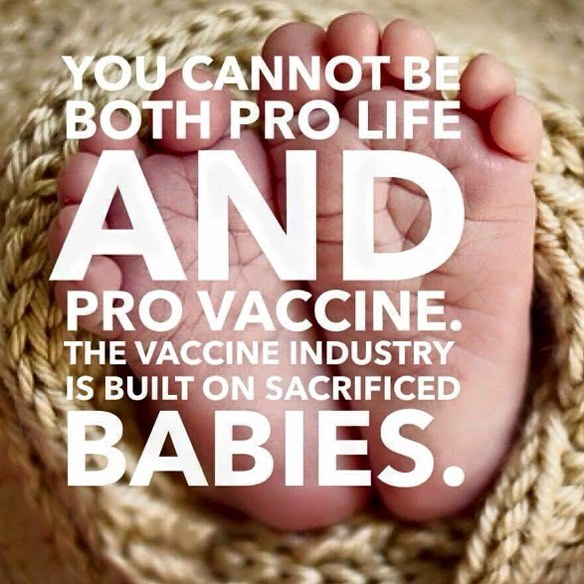 YOU CANNOT BE
BOTH PRO LIFE
AND
PRO VACCINE.
THE VACCINE INDUSTRY
IS BUILT ON SACRIFICED
BABIES.